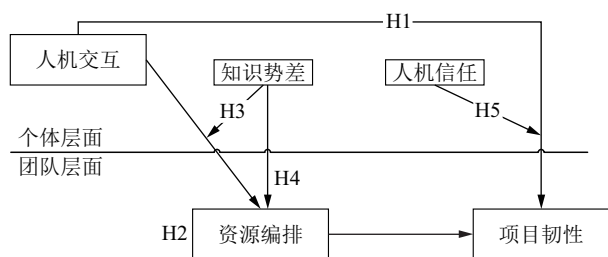 H1
人机交互
知识势差
人机信任
H3
H5
个体层面
团队层面
H4
H2
资源编排
项目韧性